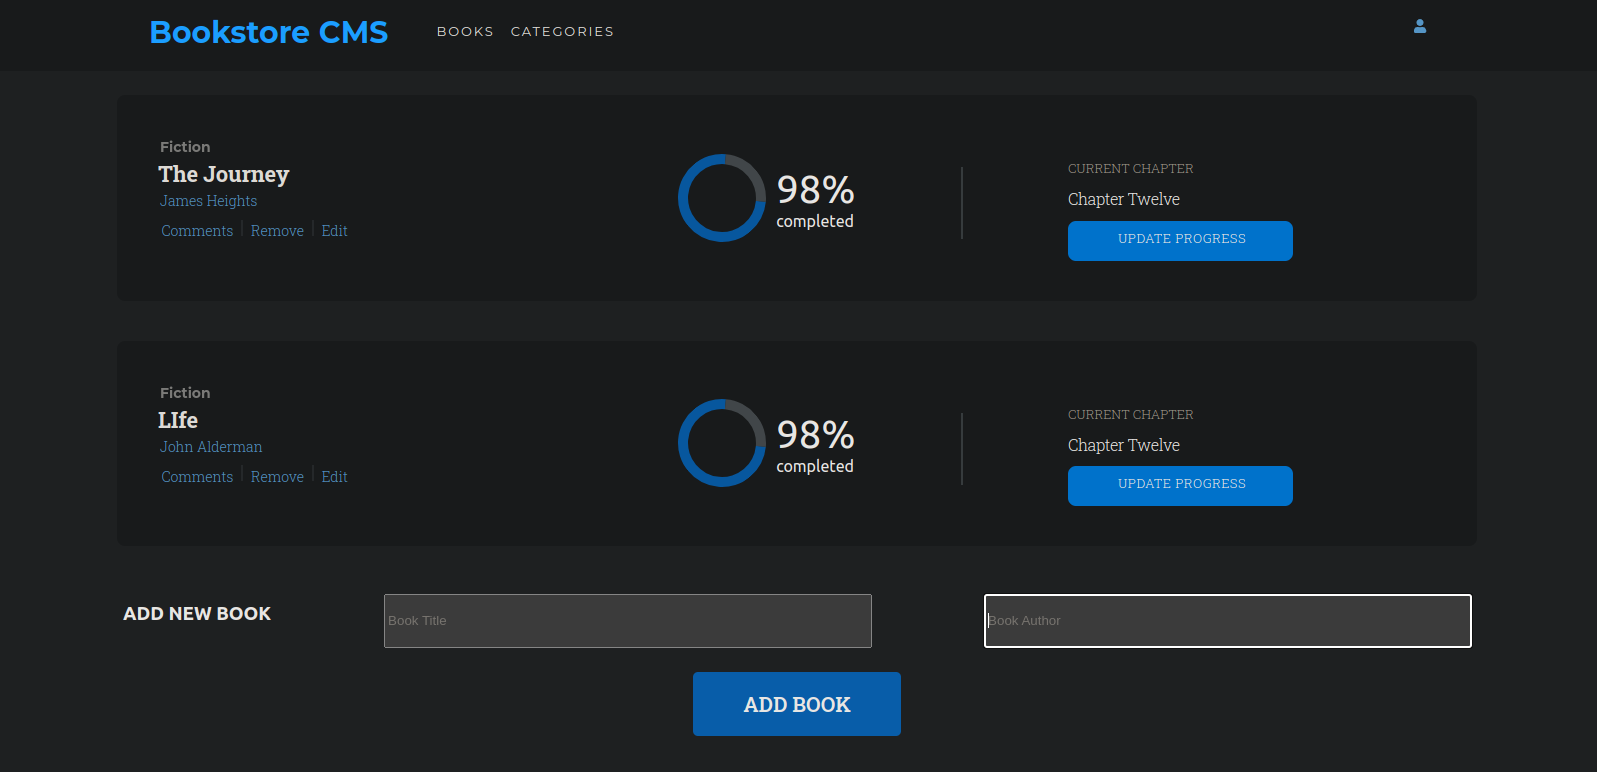 Bookstore CMS
BOOKS
CATEGORIES
Fiction
The Journey
James Heights
Comments
Remove
Edit
98%
completed
CURRENT CHAPTER
Chapter Twelve
UPDATE PROGRESS
Fiction
LIfe
John Alderman
Comments
Remove
Edit
98%
completed
CURRENT CHAPTER
Chapter Twelve
UPDATE PROGRESS
ADD NEW BOOK
Book Title
Book Author
ADD BOOK